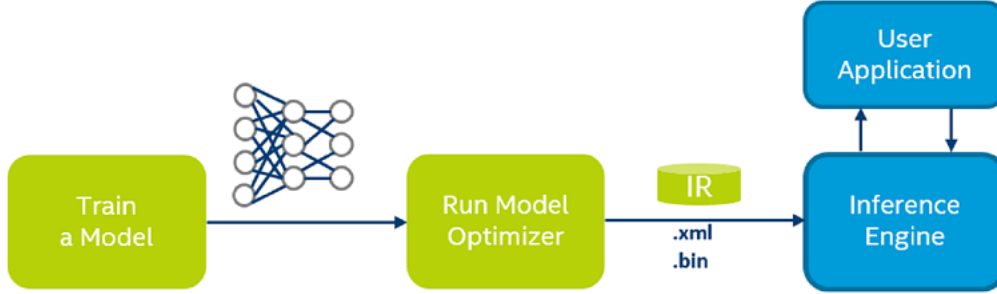 User
Application
Train
a Model
Run Model
Optimizer
IR
.xml
.bin
Inference
Engine